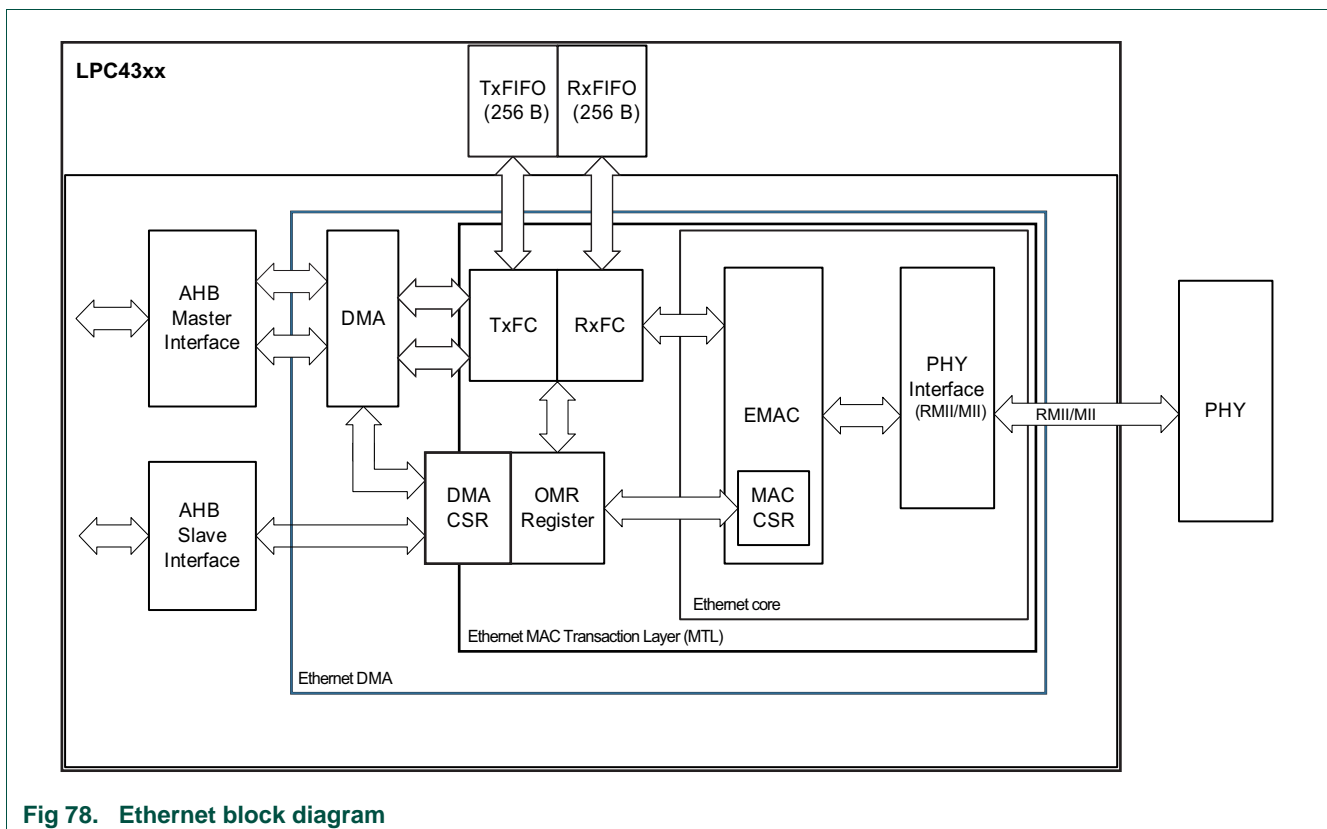 LPC43xx
TxFIFO
(256 B)
RxFIFO
(256 B)
AHB
Master
Interface
DMA
TxFC
RxFC
EMAC
PHY
Interface
(RMII/MII)
RMII/MII
PHY
AHB
Slave
Interface
DMA
CSR
OMR
Register
MAC
CSR
Ethernet core
Ethernet MAC Transaction Layer (MTL)
Ethernet DMA
Fig 78. Ethernet block diagram